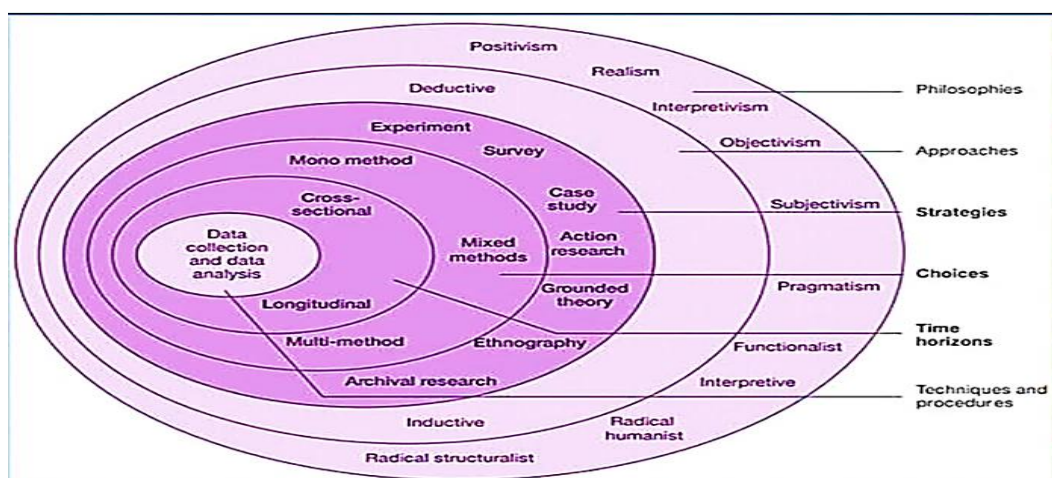 Positivism
Realism
Philosophies
Deductive
Interpretivism
Experiment
Objectivism
Approaches
Survey
Mono method
Case
study
Cross-
sectional
Subjectivism
Strategies
Data
collection
and data
analysis
Mixed
methods
Action
research
Choices
Pragmatism
Grounded
theory
Longitudinal
Time
horizons
Multi-method
Ethnography
Functionalist
Archival research
Interpretive
Techniques and
procedures
Inductive
Radical
humanist
Radical structuralist